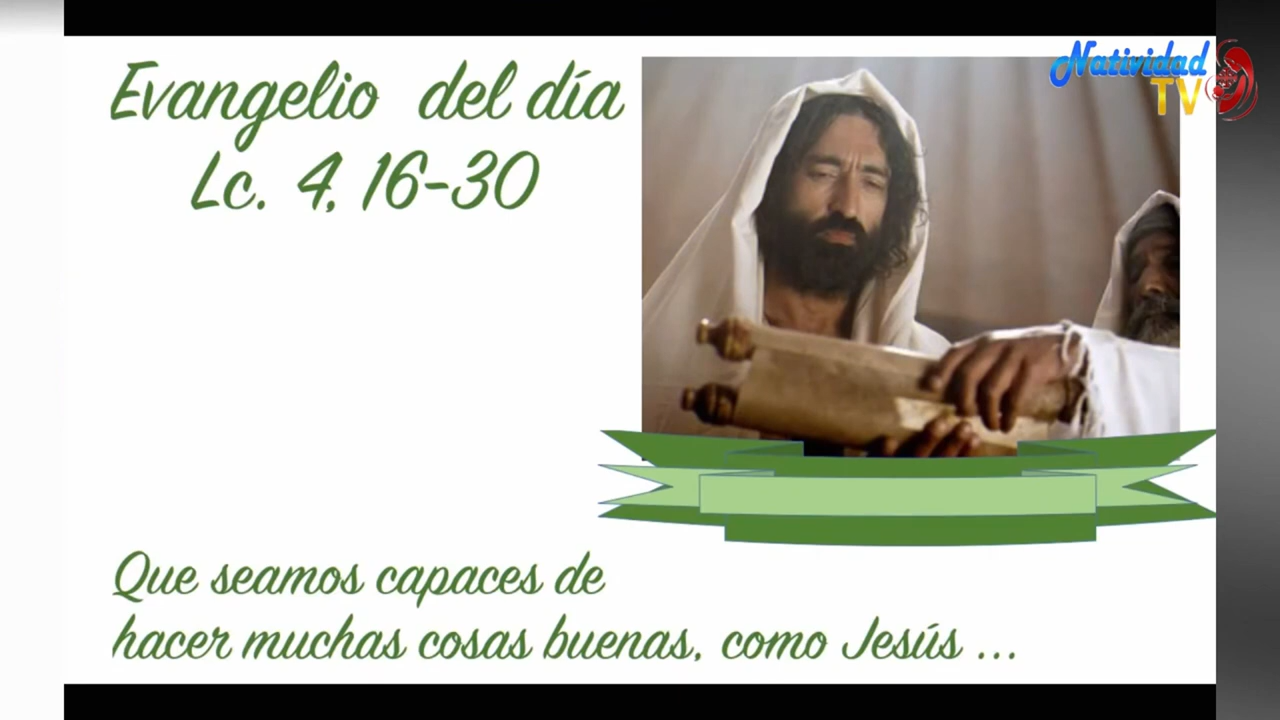 Natividad
TV
Evangelio del día
Lc. 4, 16-30
Que seamos capaces de
hacer muchas cosas buenas, como Jesús ...